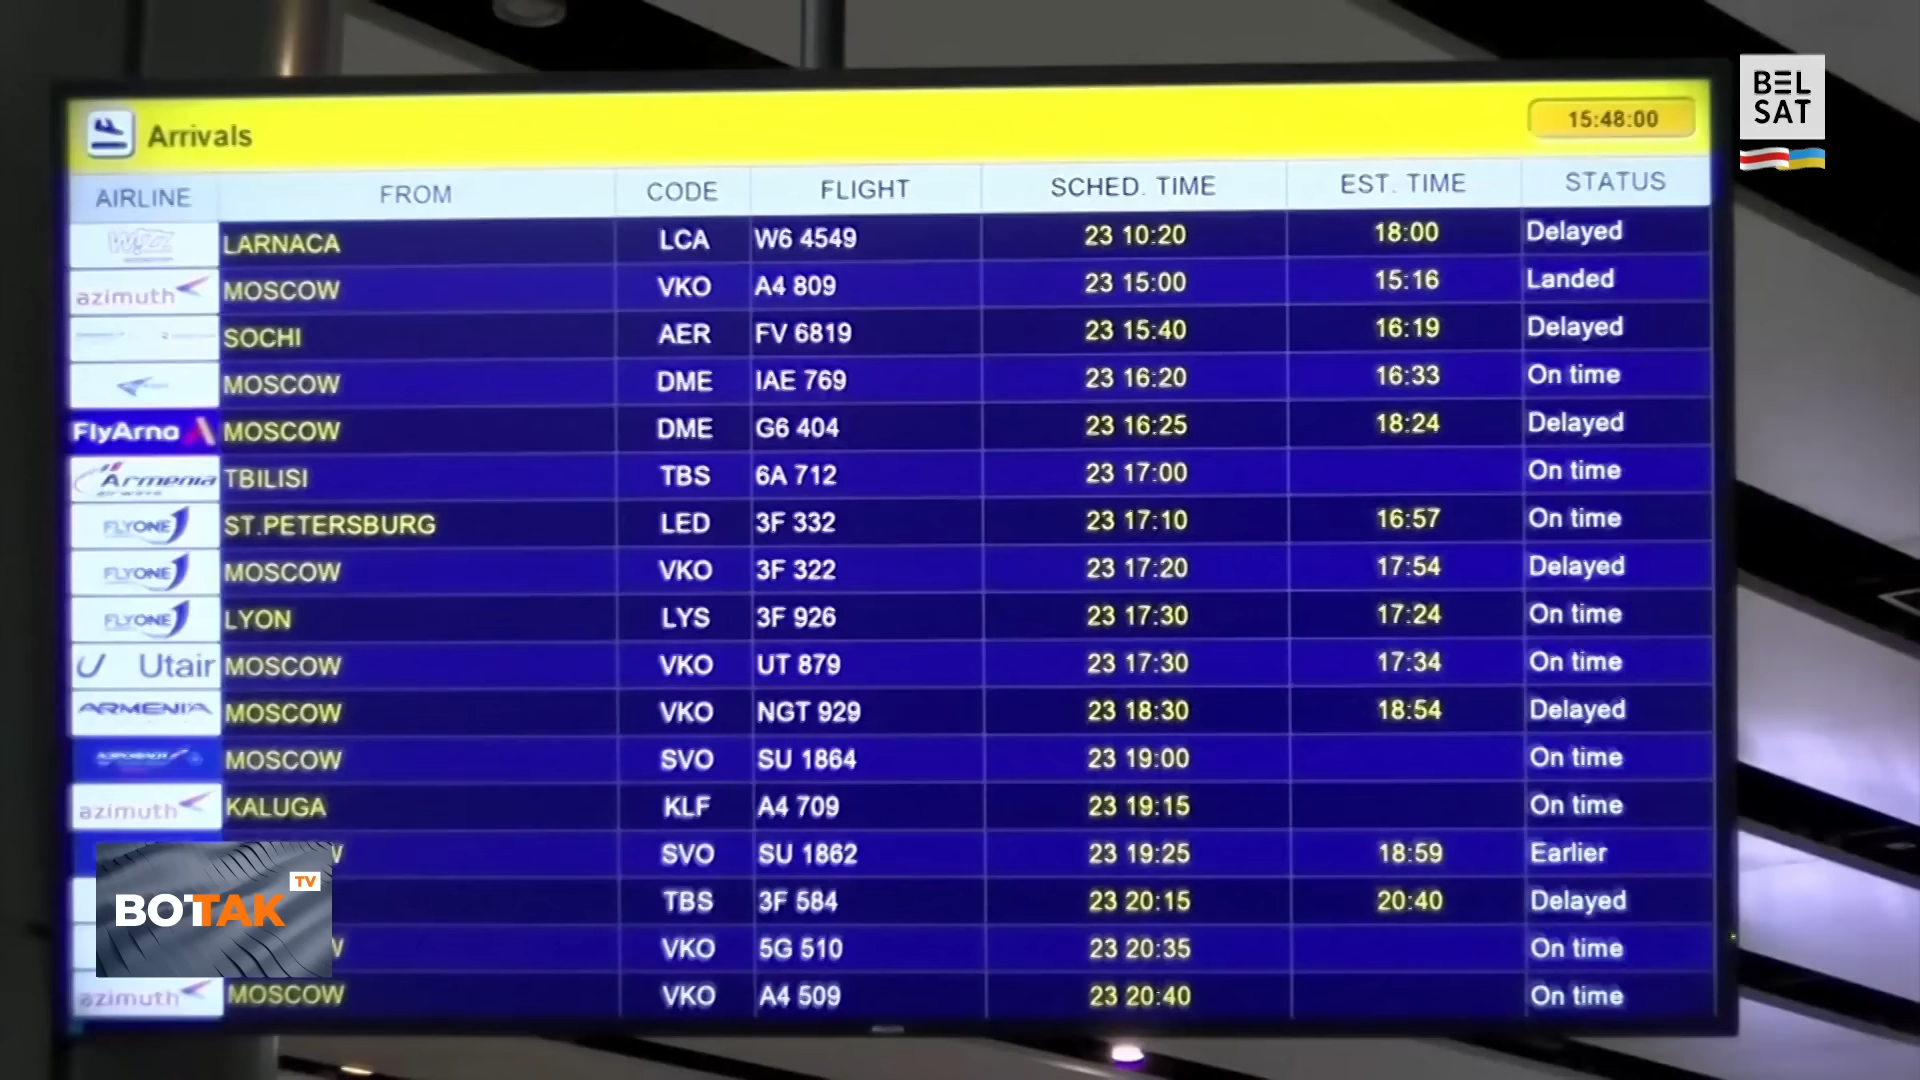 BEL
SAT
Arrivals 15:48:00
AIRLINE FROM CODE FLIGHT SCHED. TIME EST. TIME STATUS
WIZZ LARNACA LCA W6 4549 23 10:20 18:00 Delayed
azimuth MOSCOW VKO A4 809 23 15:00 15:16 Landed
SOCHI AER FV 6819 23 15:40 16:19 Delayed
MOSCOW DME IAE 769 23 16:20 16:33 On time
FlyArna MOSCOW DME G6 404 23 16:25 18:24 Delayed
Armenia airways TBILISI TBS 6A 712 23 17:00 On time
FLYONE ST.PETERSBURG LED 3F 332 23 17:10 16:57 On time
FLYONE MOSCOW VKO 3F 322 23 17:20 17:54 Delayed
FLYONE LYON LYS 3F 926 23 17:30 17:24 On time
Utair MOSCOW VKO UT 879 23 17:30 17:34 On time
ARMENIA MOSCOW VKO NGT 929 23 18:30 18:54 Delayed
MOSCOW SVO SU 1864 23 19:00 On time
azimuth KALUGA KLF A4 709 23 19:15 On time
W SVO SU 1862 23 19:25 18:59 Earlier
TBS 3F 584 23 20:15 20:40 Delayed
W VKO 5G 510 23 20:35 On time
azimuth MOSCOW VKO A4 509 23 20:40 On time
ВОТ ТАК TV